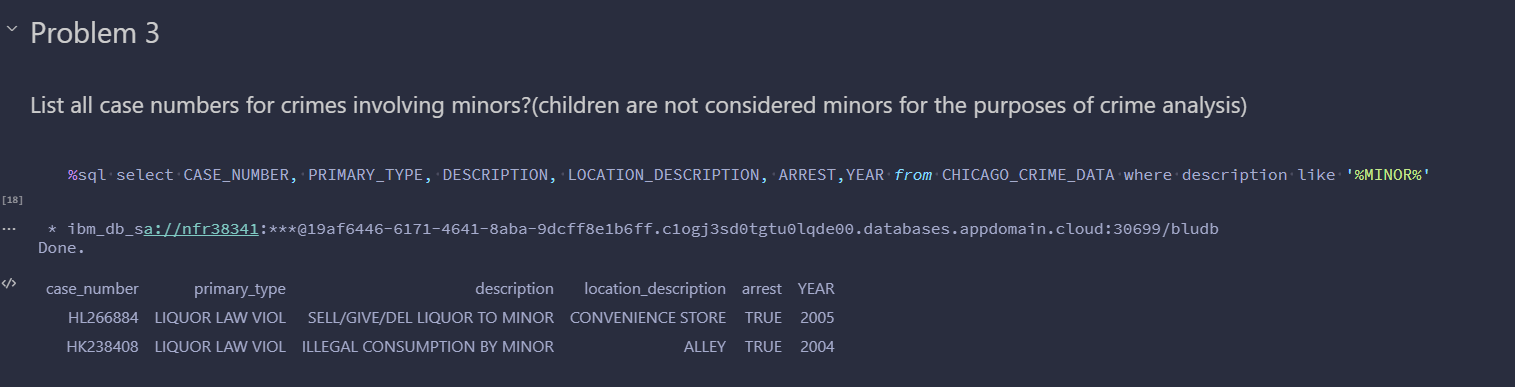 Problem 3
List all case numbers for crimes involving minors?(children are not considered minors for the purposes of crime analysis)
%sql select CASE_NUMBER, PRIMARY_TYPE, DESCRIPTION, LOCATION_DESCRIPTION, ARREST,YEAR from CHICAGO_CRIME_DATA where description like '%MINOR%'
[18]
... * ibm_db_sa://nfr38341:***@19af6446-6171-4641-8aba-9dcff8e1b6ff.c1ogj3sd0tgtu0lqde00.databases.appdomain.cloud:30699/bludb
Done.
case_number primary_type description location_description arrest YEAR
HL266884 LIQUOR LAW VIOL SELL/GIVE/DEL LIQUOR TO MINOR CONVENIENCE STORE TRUE 2005
HK238408 LIQUOR LAW VIOL ILLEGAL CONSUMPTION BY MINOR ALLEY TRUE 2004